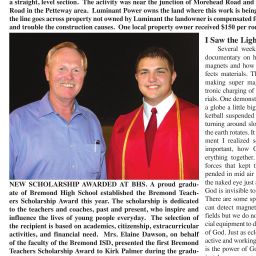 a straight, level section. The activity was near the junction of Morehead Road and
Road in the Petteway area. Luminant Power owns the land where this work is being
the line goes across property not owned by Luminant the landowner is compensated f
and trouble the construction causes. One local property owner received $150 per ro
I Saw the Ligh
Several week
documentary on h
magnets and how
fects materials. Th
making super mag
tronic charging of
rials. One demonst
a globe a little big
ketball suspended
turning around slo
the earth rotates. It
ment I realized s
important, how G
erything together.
forces that kept t
pended in mid air
the naked eye just a
God is invisible to
There are some sp
can detect magnet
fields but we do no
cial equipment to d
of God. Just as ele
active and working
is the power of Go
NEW SCHOLARSHIP AWARDED AT BHS. A proud gradu-
ate of Bremond High School established the Bremond Teach-
ers Scholarship Award this year. The scholarship is dedicated
to the teachers and coaches, past and present, who inspire and
influence the lives of young people everyday. The selection of
the recipient is based on academics, citizenship, extracurricular
activities, and financial need. Mrs. Elaine Dawson, on behalf
of the faculty of the Bremond ISD, presented the first Bremond
Teachers Scholarship Award to Kirk Palmer during the gradu-